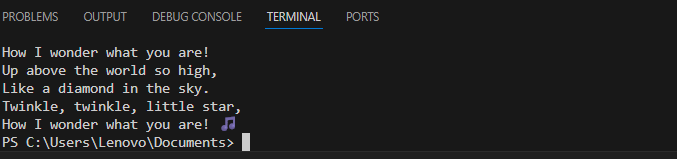 PROBLEMS OUTPUT DEBUG CONSOLE TERMINAL PORTS
How I wonder what you are!
Up above the world so high,
Like a diamond in the sky.
Twinkle, twinkle, little star,
How I wonder what you are! 🎵
PS C:\Users\Lenovo\Documents>